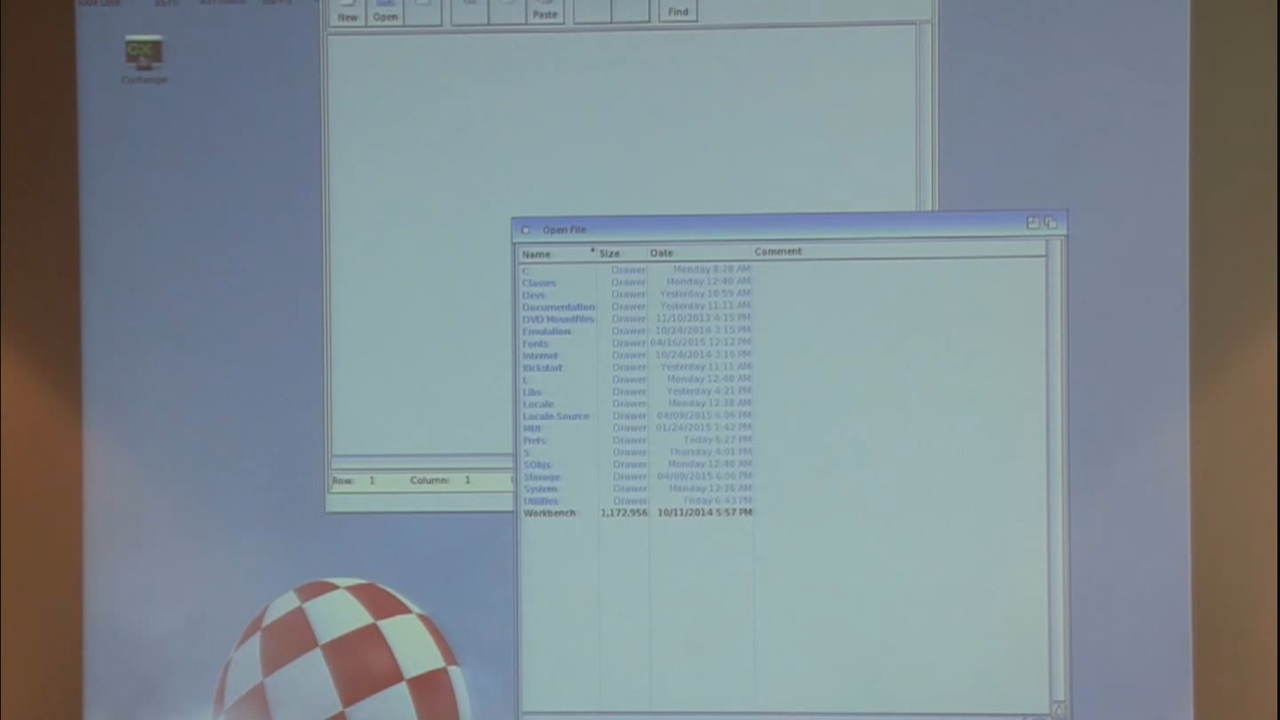 New Open Paste Find
Exchange
Open File
Name Size Date Comment
C Drawer Monday 8:28 AM
Classes Drawer Monday 12:40 AM
Devs Drawer Yesterday 10:59 AM
Documentation Drawer Yesterday 11:11 AM
DVD Mountfiles Drawer 11/10/2013 4:15 PM
Emulation Drawer 10/24/2014 3:15 PM
Fonts Drawer 04/16/2015 12:12 PM
Internet Drawer 10/24/2014 3:16 PM
Kickstart Drawer Yesterday 11:11 AM
L Drawer Monday 12:40 AM
Libs Drawer Yesterday 4:21 PM
Locale Drawer Monday 12:38 AM
Locale.Source Drawer 04/09/2015 6:06 PM
MUI Drawer 01/24/2015 1:42 PM
Prefs Drawer Today 6:27 PM
S Drawer Thursday 4:01 PM
SObjs Drawer Monday 12:40 AM
Storage Drawer 04/09/2015 6:06 PM
System Drawer Monday 12:36 AM
Utilities Drawer Friday 6:43 PM
Workbench 1,172,956 10/11/2014 5:57 PM
Row: 1 Column: 1